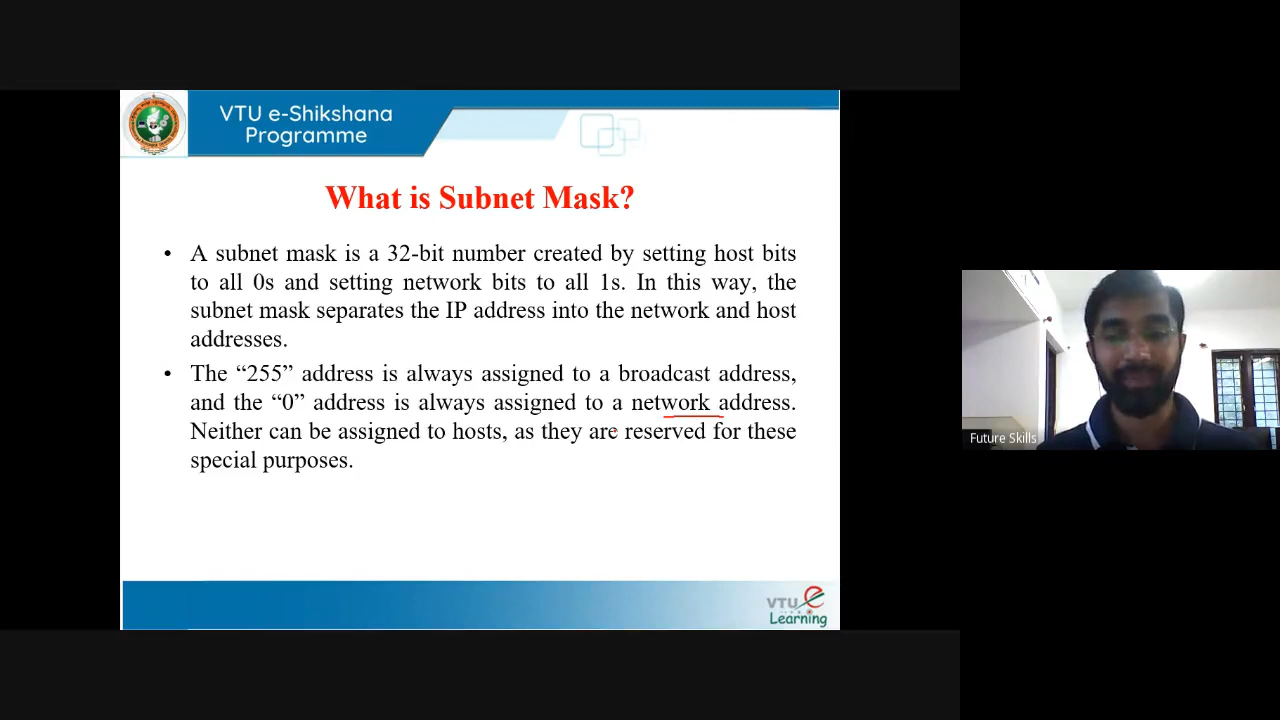 VTU e-Shikshana
Programme
What is Subnet Mask?
• A subnet mask is a 32-bit number created by setting host bits
to all 0s and setting network bits to all 1s. In this way, the
subnet mask separates the IP address into the network and host
addresses.
• The “255” address is always assigned to a broadcast address,
and the “0” address is always assigned to a network address.
Neither can be assigned to hosts, as they are reserved for these
special purposes.
VTU e
Learning
Future Skills